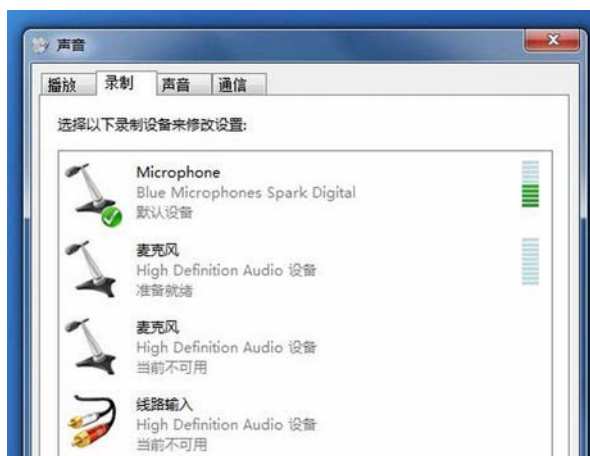 声音
播放
录制
声音
通信
选择以下录制设备来修改设置:
Microphone
Blue Microphones Spark Digital
默认设备
麦克风
High Definition Audio 设备
准备就绪
麦克风
High Definition Audio 设备
当前不可用
线路输入
High Definition Audio 设备
当前不可用